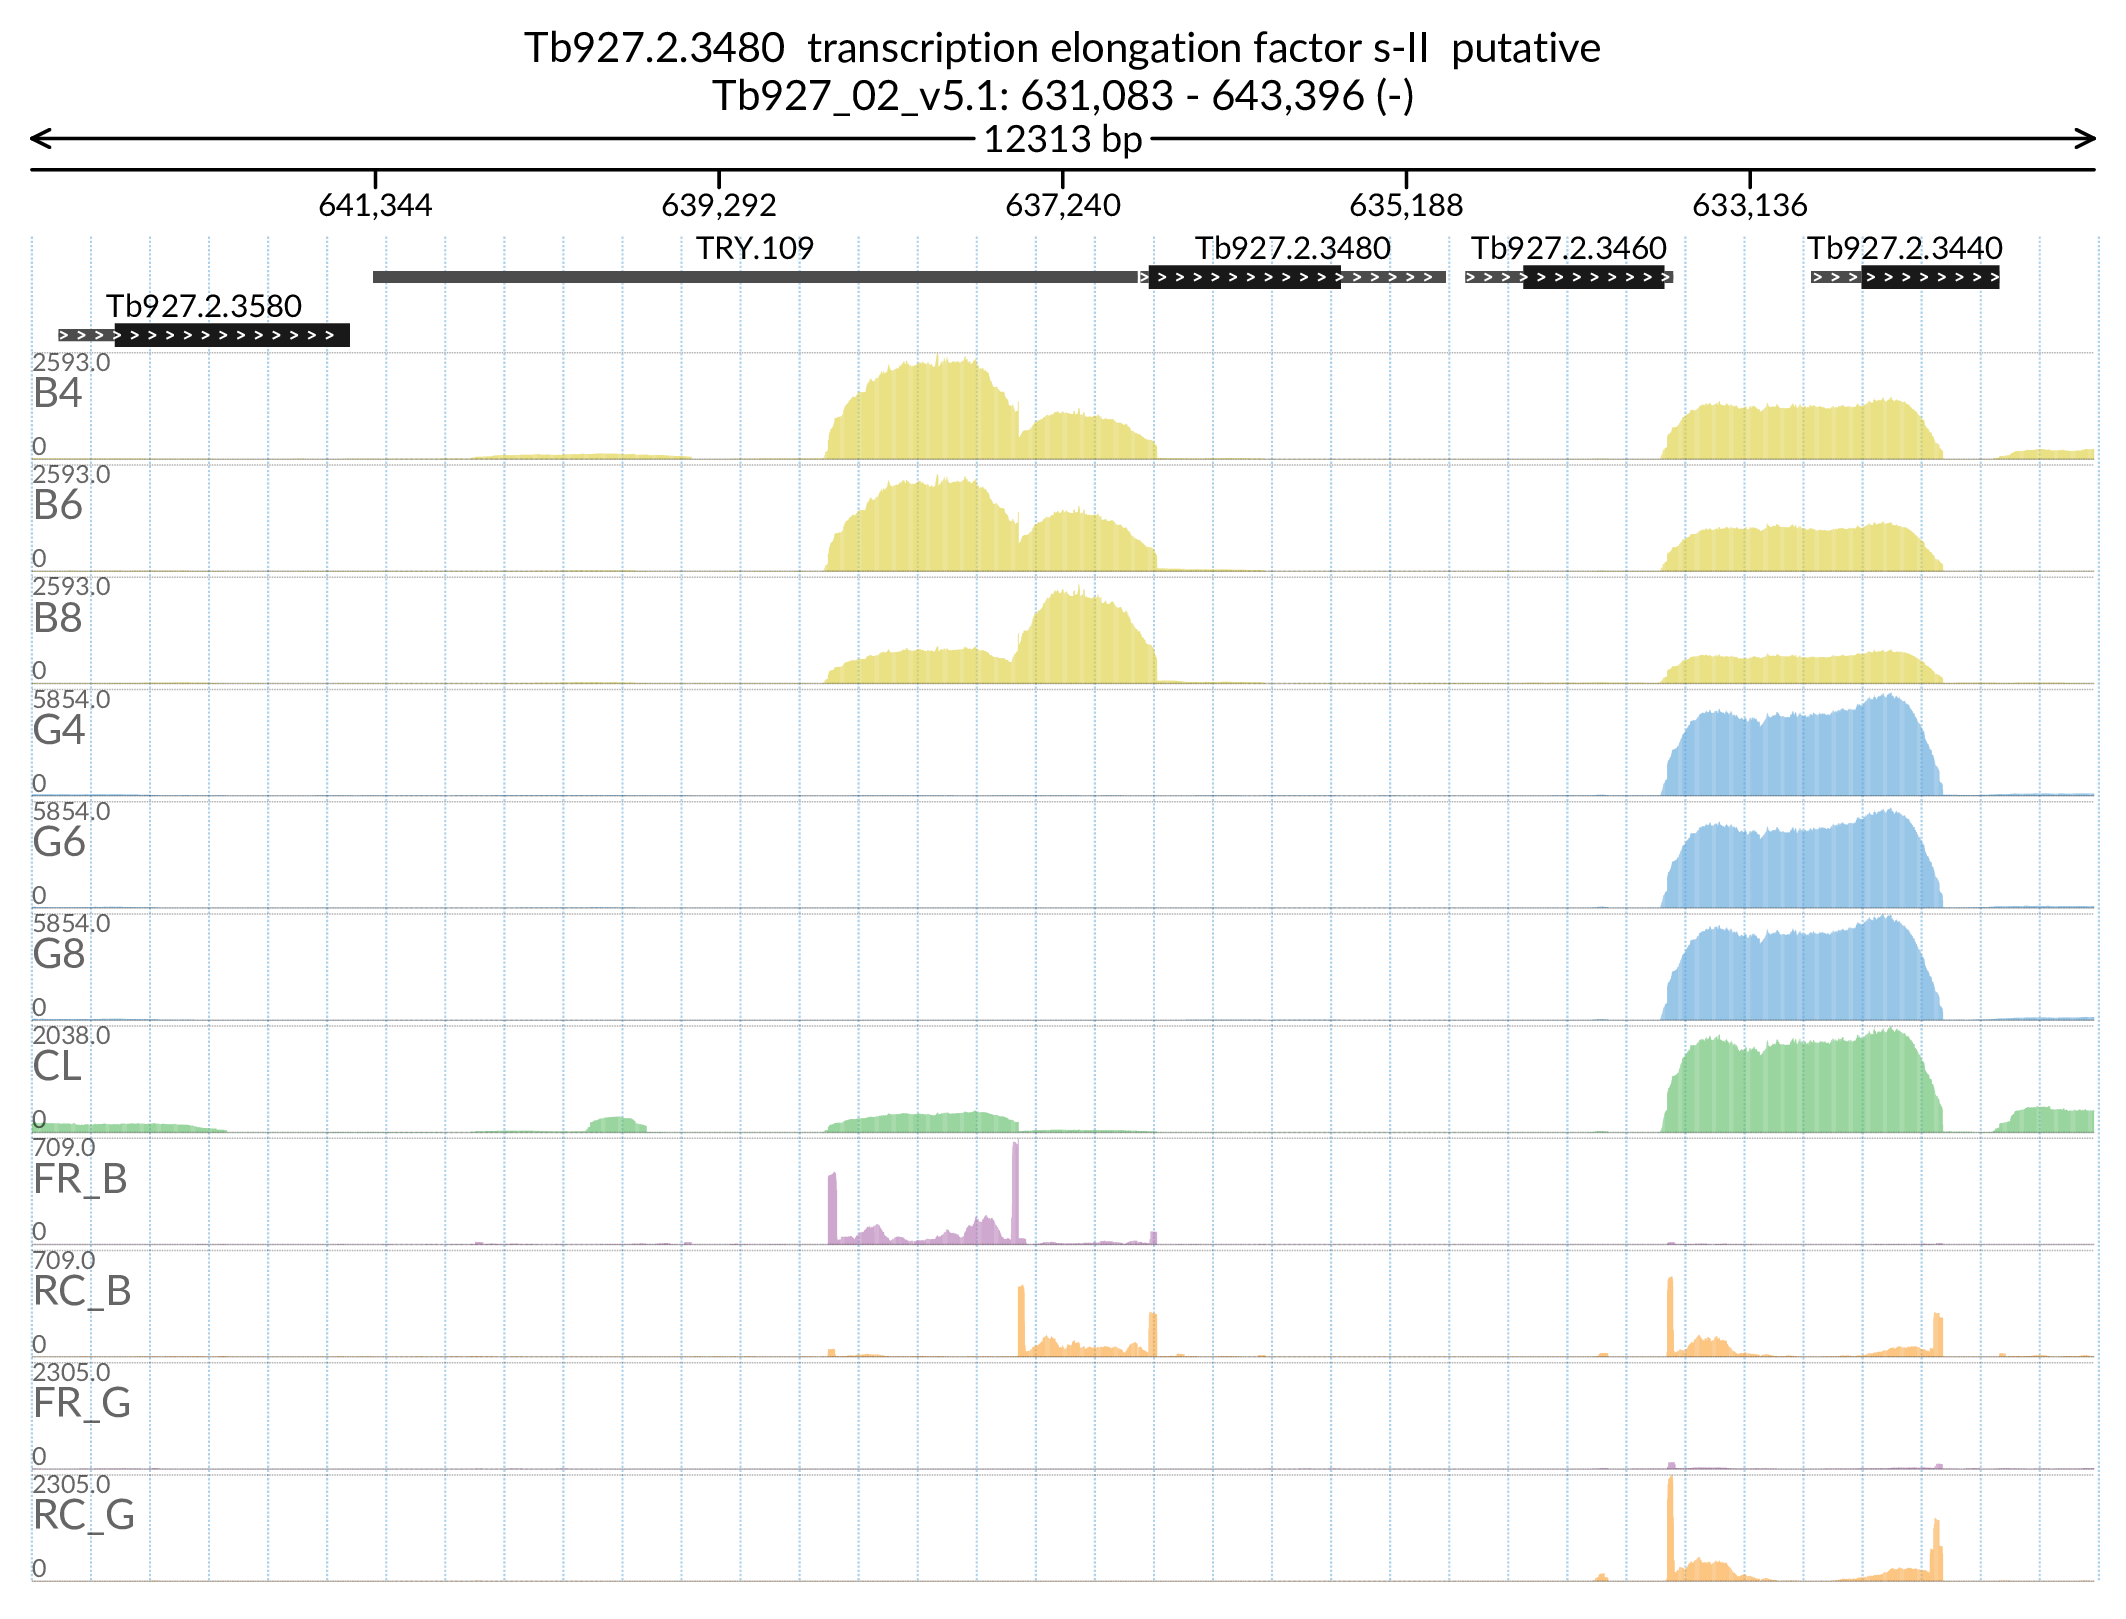 Tb927.2.3480  transcription elongation factor s-II  putative
Tb927_02_v5.1: 631,083 - 643,396 (-)
12313 bp
641,344 639,292 637,240 635,188 633,136
TRY.109 Tb927.2.3480 Tb927.2.3460 Tb927.2.3440
Tb927.2.3580
2593.0
B4
0
2593.0
B6
0
2593.0
B8
0
5854.0
G4
0
5854.0
G6
0
5854.0
G8
0
2038.0
CL
0
709.0
FR_B
0
709.0
RC_B
0
2305.0
FR_G
0
2305.0
RC_G
0